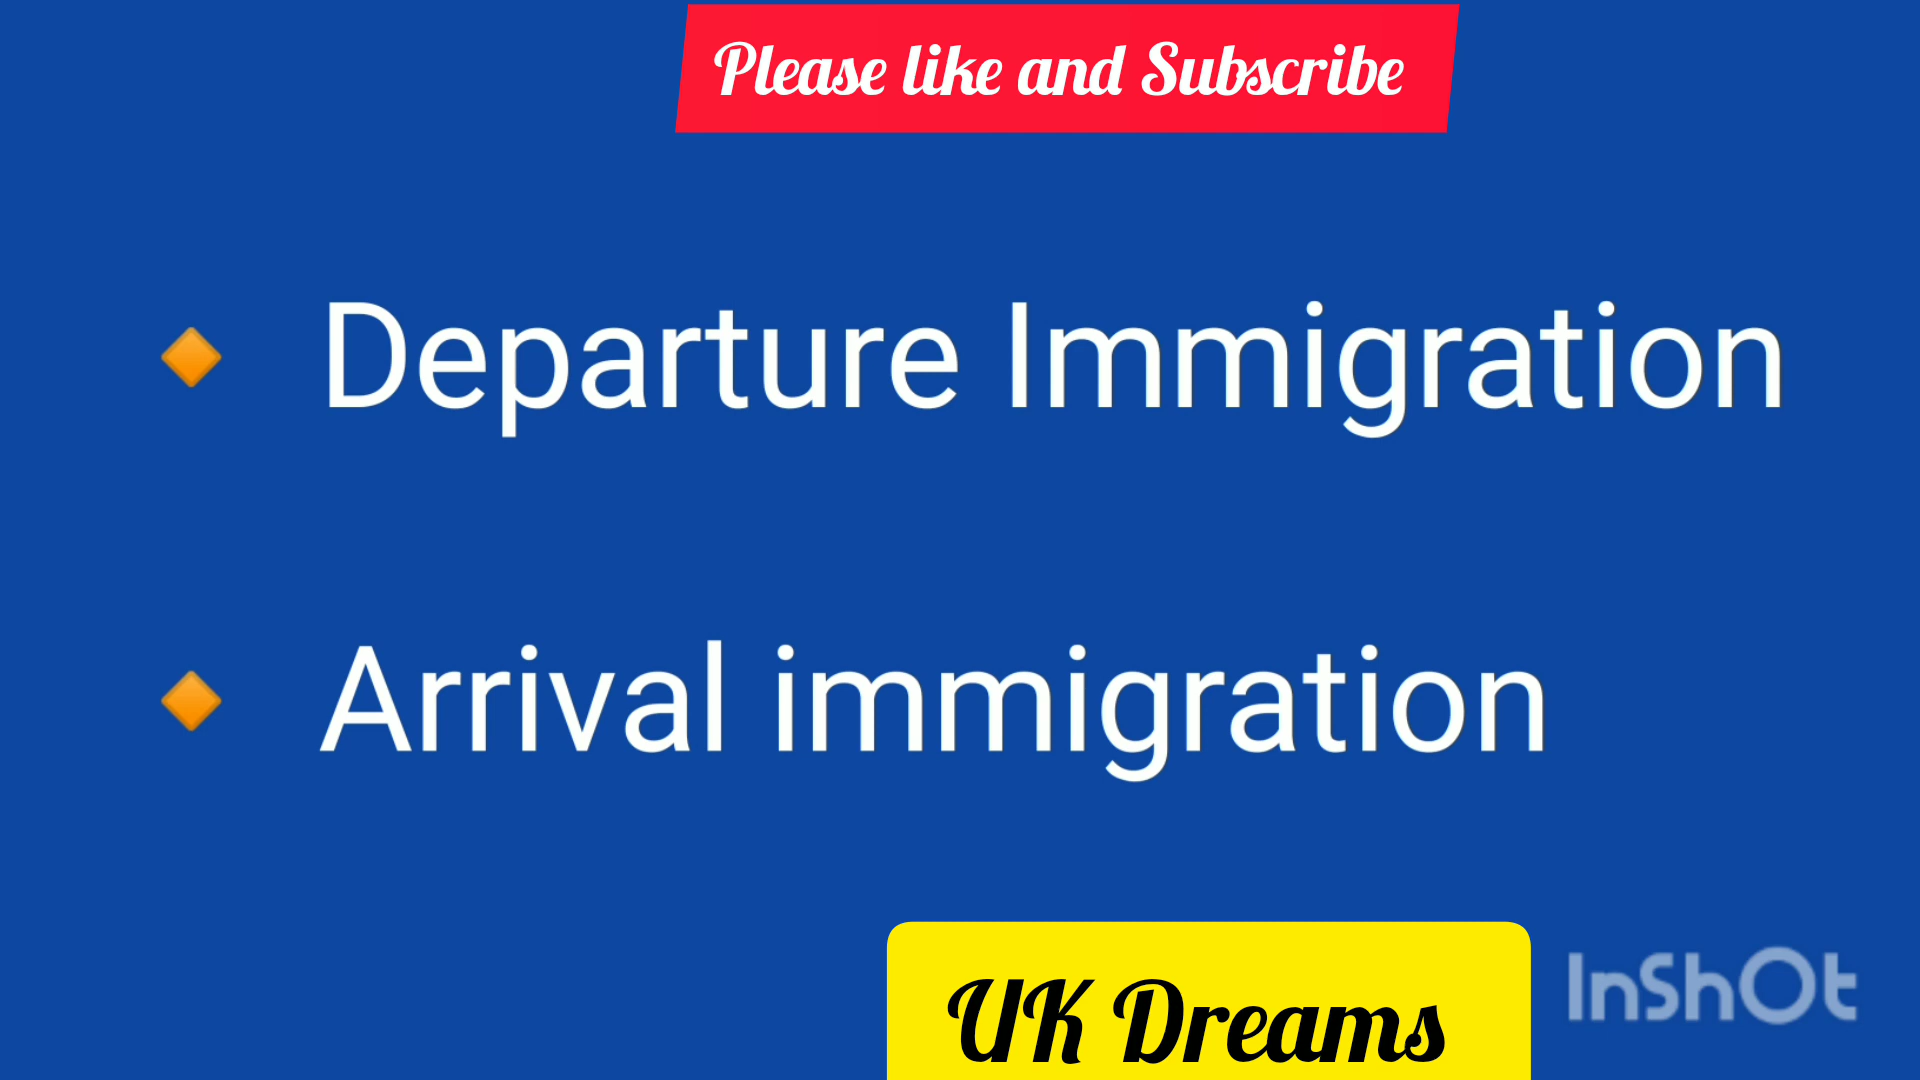 Please like and Subscribe
Departure Immigration
Arrival immigration
UK Dreams
InShOt